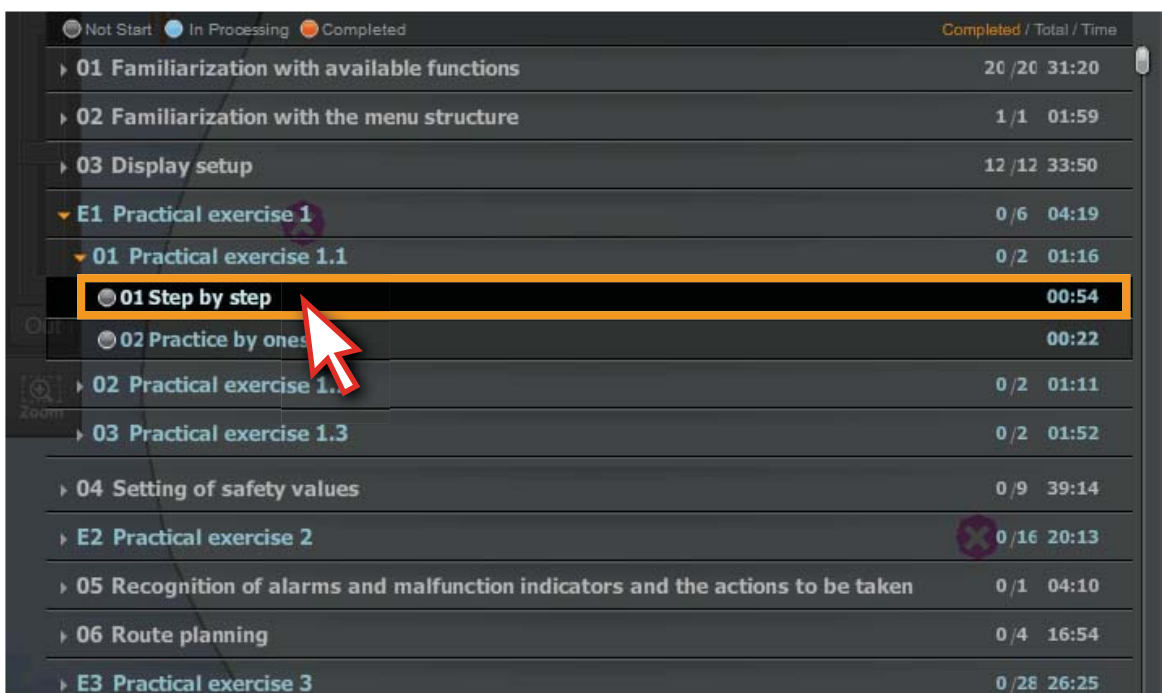 Not Start In Processing Completed Completed / Total / Time
01 Familiarization with available functions 20 /20 31:20
02 Familiarization with the menu structure 1 /1 01:59
03 Display setup 12 /12 33:50
E1 Practical exercise 1 0 /6 04:19
01 Practical exercise 1.1 0 /2 01:16
01 Step by step 00:54
Out
02 Practice by ones 00:22
02 Practical exercise 1. 0 /2 01:11
Zoom
03 Practical exercise 1.3 0 /2 01:52
04 Setting of safety values 0 /9 39:14
E2 Practical exercise 2 0 /16 20:13
05 Recognition of alarms and malfunction indicators and the actions to be taken 0 /1 04:10
06 Route planning 0 /4 16:54
E3 Practical exercise 3 0 /28 26:25